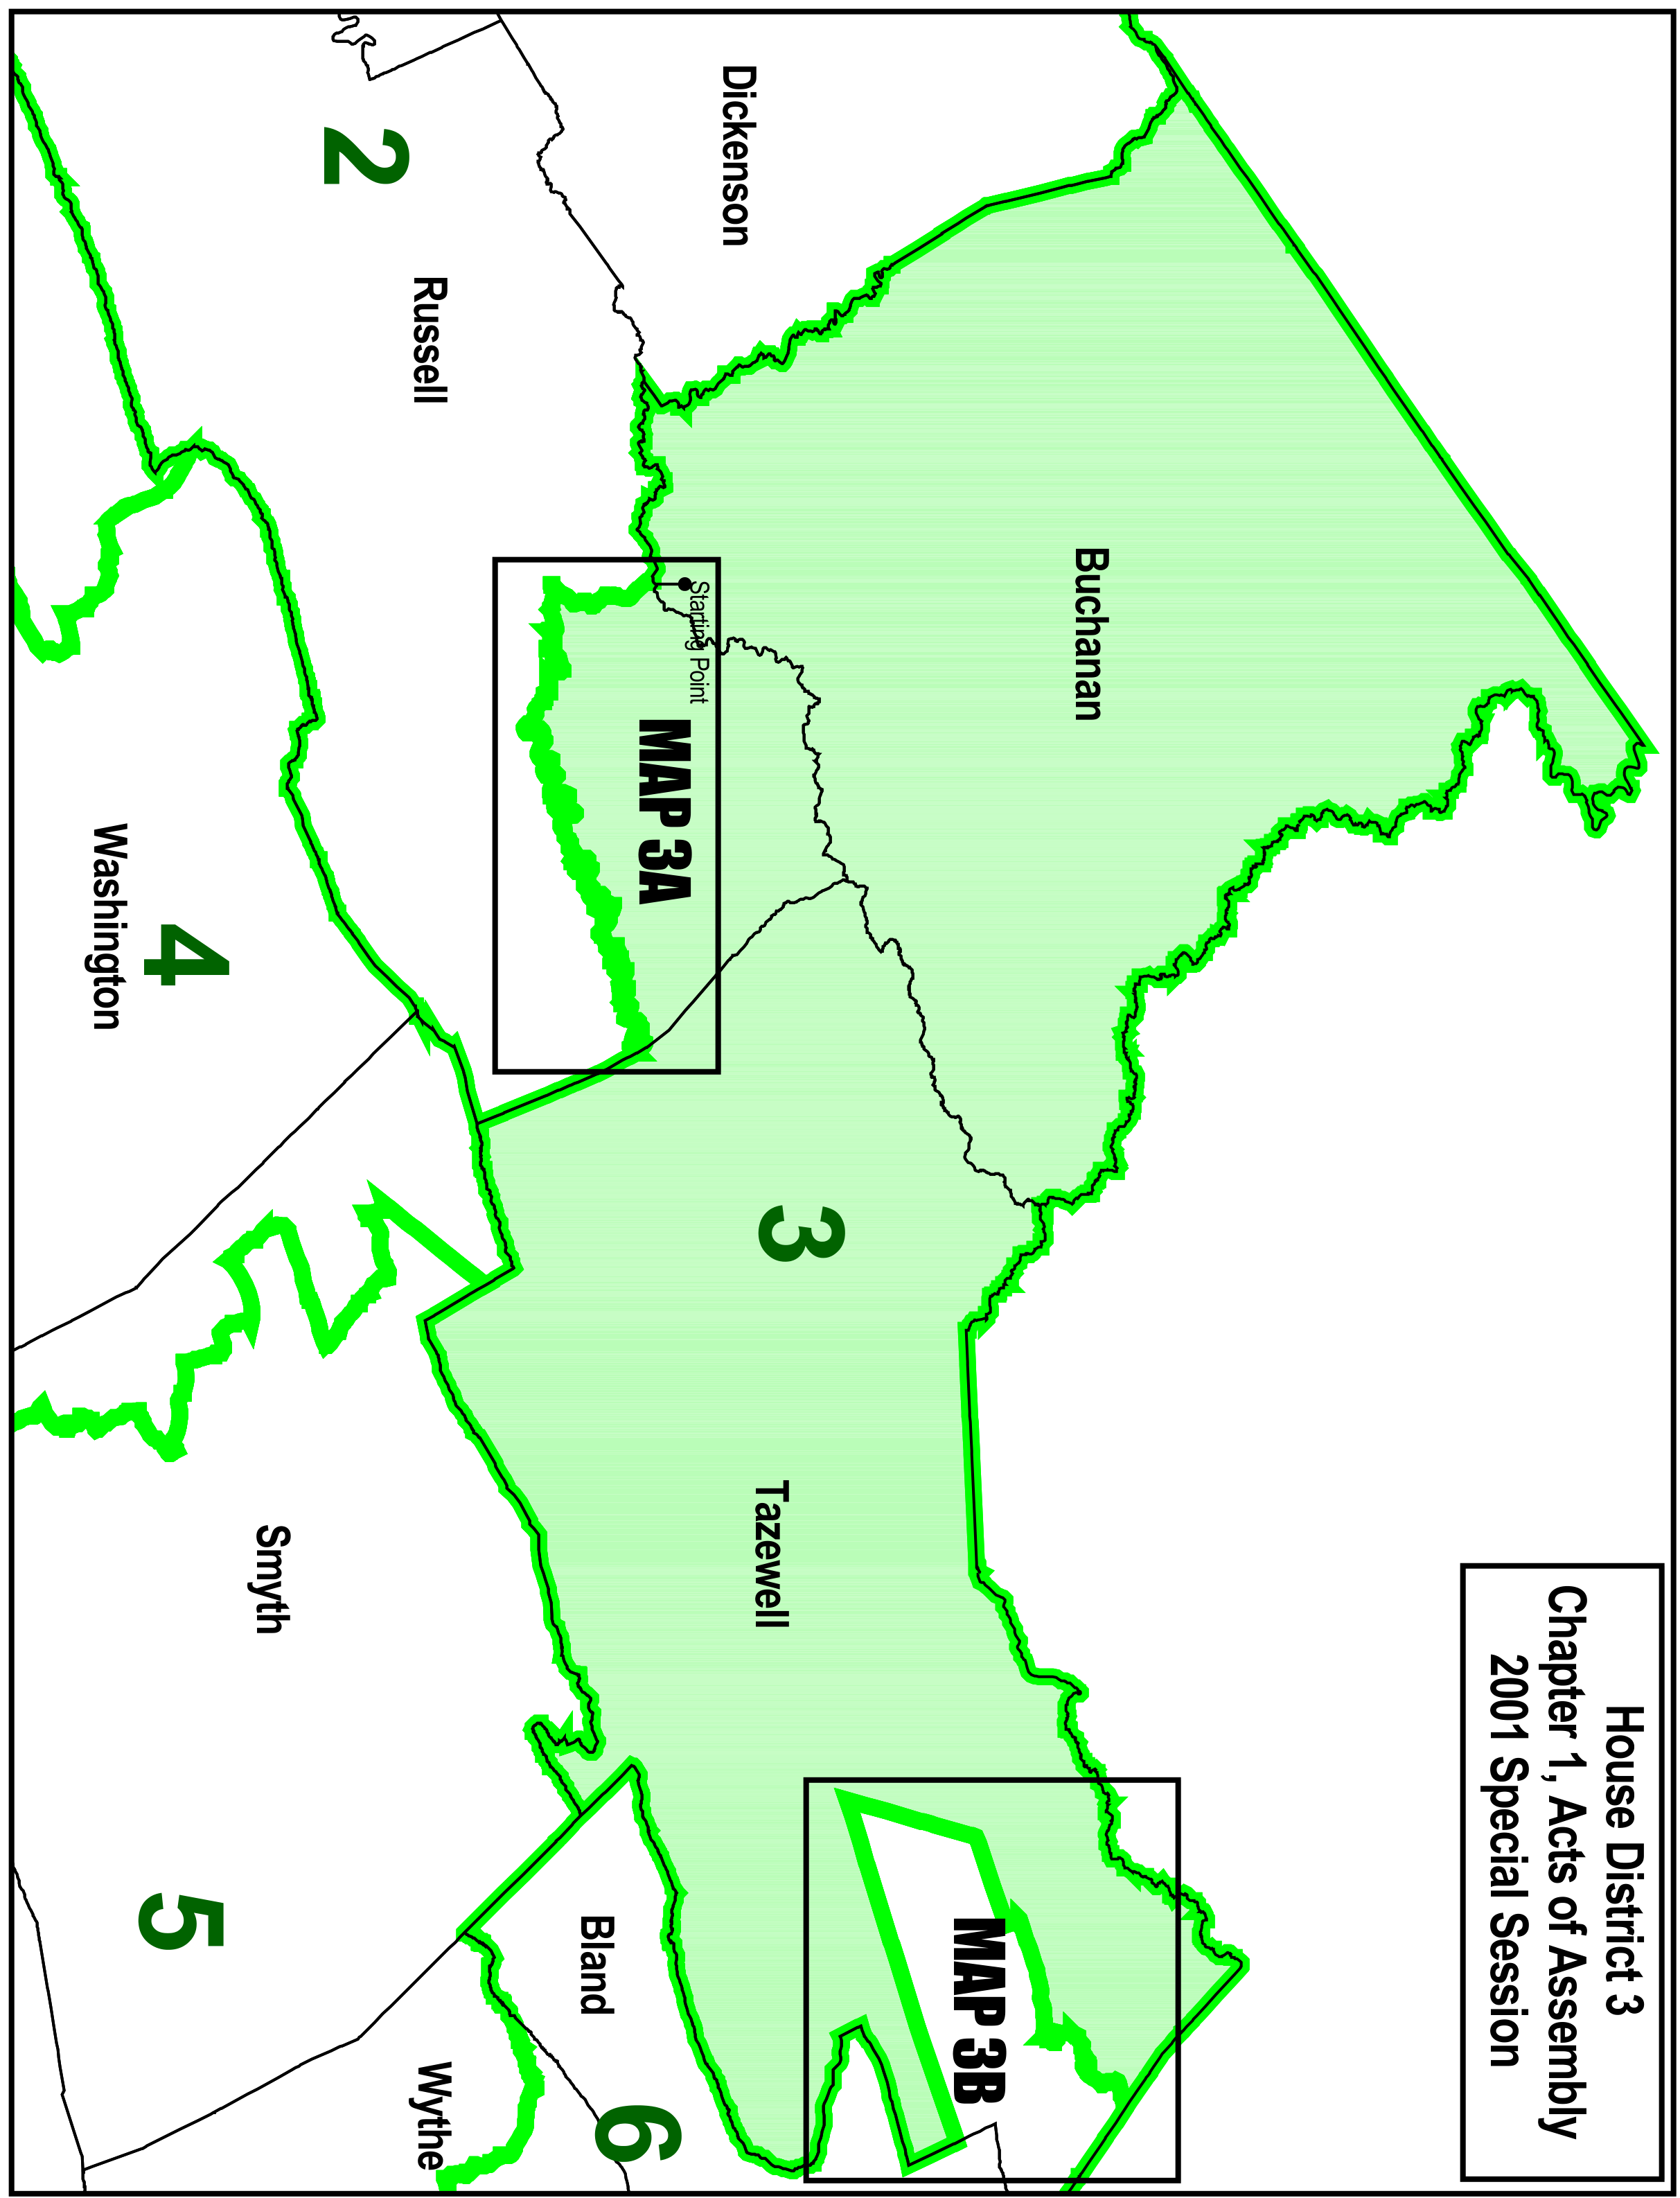 House District 3
Chapter 1, Acts of Assembly
2001 Special Session
Buchanan
Dickenson
Starting Point
MAP 3A
3
Tazewell
MAP 3B
2
Russell
Bland
6
Wythe
4
Washington
Smyth
5